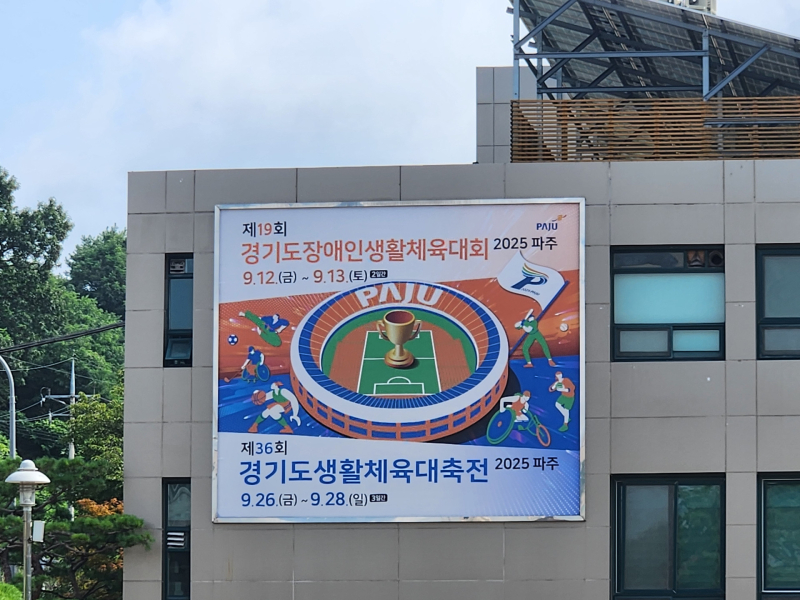 제19회
PAJU
경기도장애인생활체육대회 2025 파주
9.12.(금) ~ 9.13.(토) 2일간
PAJU
제36회
경기도생활체육대축전 2025 파주
9.26.(금) ~ 9.28.(일) 3일간